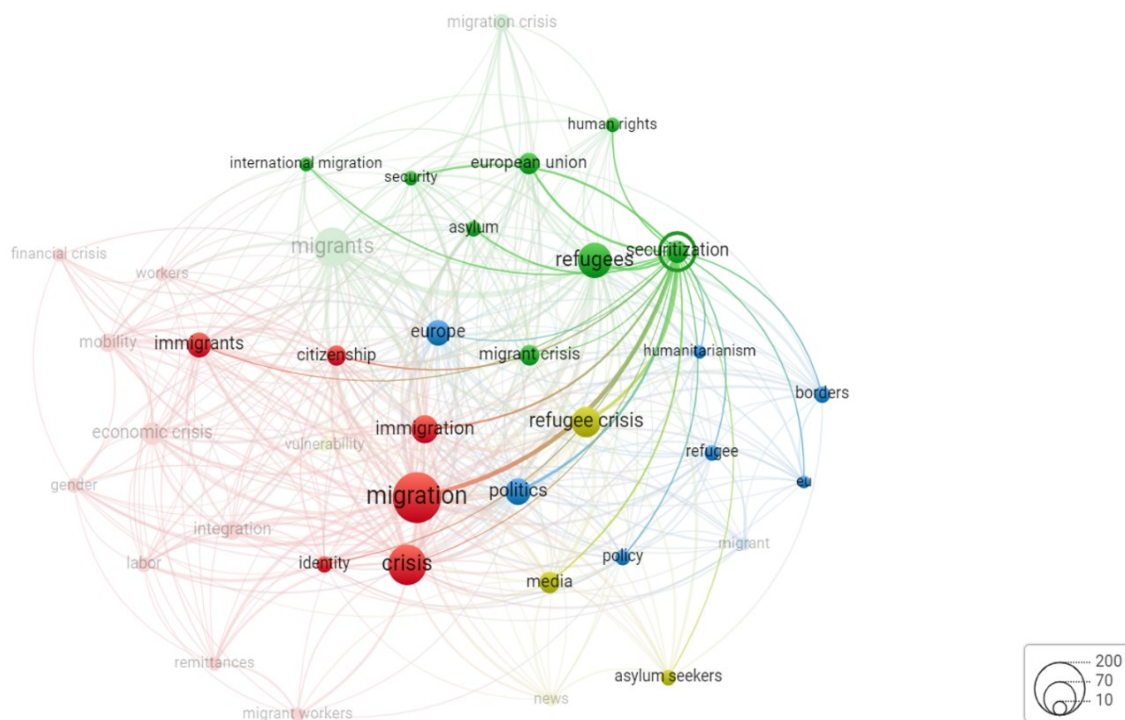 migration crisis
human rights
international migration
european union
security
asylum
migrants
refugees
securitization
financial crisis
workers
europe
mobility
immigrants
citizenship
migrant crisis
humanitarianism
borders
economic crisis
immigration
refugee crisis
vulnerability
refugee
gender
migration
politics
eu
integration
migrant
labor
identity
crisis
policy
media
remittances
asylum seekers
news
migrant workers
200
70
10